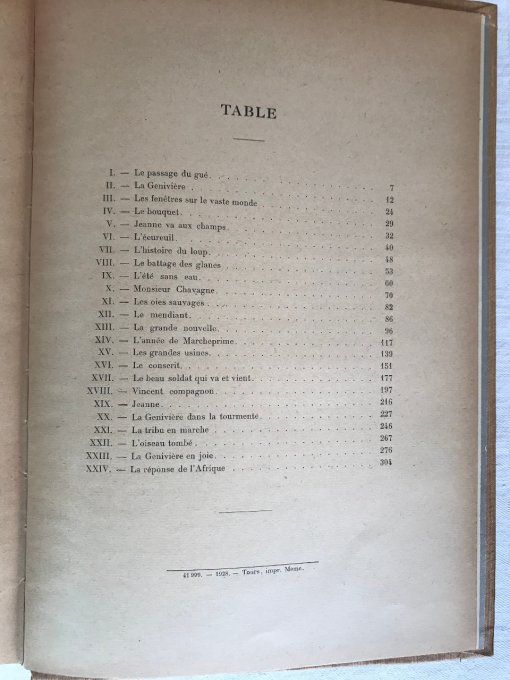 TABLE
I. — Le passage du gué. . . . . . . . . . 7
II. — La Genivière . . . . . . . . . . 12
III. — Les fenêtres sur le vaste monde . . . . . . . . . . 24
IV. — Le bouquet. . . . . . . . . . . 29
V. — Jeanne va aux champs. . . . . . . . . . . 32
VI. — L'écureuil. . . . . . . . . . . 40
VII. — L'histoire du loup. . . . . . . . . . . 48
VIII. — Le battage des glanes . . . . . . . . . . 53
IX. — L'été sans eau. . . . . . . . . . . 60
X. — Monsieur Chavagne . . . . . . . . . . 70
XI. — Les oies sauvages. . . . . . . . . . . 82
XII. — Le mendiant. . . . . . . . . . . 86
XIII. — La grande nouvelle. . . . . . . . . . . 96
XIV. — L'année de Marcheprime . . . . . . . . . . 117
XV. — Les grandes usines. . . . . . . . . . . 139
XVI. — Le conscrit . . . . . . . . . . 151
XVII. — Le beau soldat qui va et vient. . . . . . . . . . . 177
XVIII. — Vincent compagnon. . . . . . . . . . . 197
XIX. — Jeanne. . . . . . . . . . . 216
XX. — La Genivière dans la tourmente. . . . . . . . . . . 227
XXI. — La tribu en marche . . . . . . . . . . 246
XXII. — L'oiseau tombé. . . . . . . . . . . 267
XXIII. — La Genivière en joie. . . . . . . . . . . 276
XXIV. — La réponse de l'Afrique . . . . . . . . . . 304
41 999. — 1928. — Tours, impr. Mame.